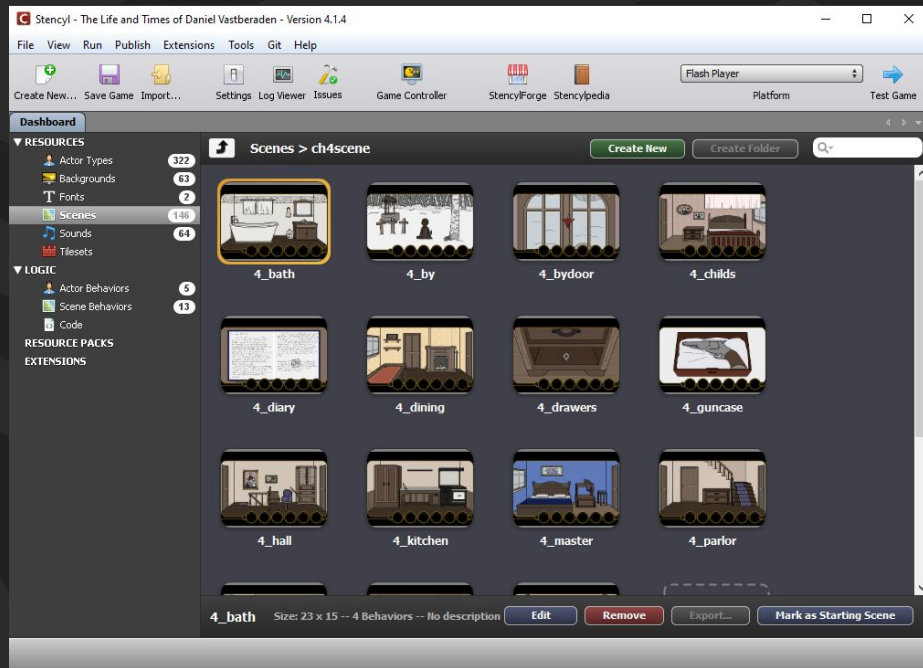 Stencyl - The Life and Times of Daniel Vastberaden - Version 4.1.4
File View Run Publish Extensions Tools Git Help
Create New... Save Game Import... Settings Log Viewer Issues Game Controller StencylForge Stencylpedia Flash Player Platform Test Game
Dashboard
RESOURCES
Actor Types 322
Backgrounds 63
Fonts 2
Scenes 146
Sounds 64
Tilesets
LOGIC
Actor Behaviors 5
Scene Behaviors 13
Code
RESOURCE PACKS
EXTENSIONS
Scenes > ch4scene Create New Create Folder
4_bath 4_by 4_bydoor 4_childs
4_diary 4_dining 4_drawers 4_guncase
4_hall 4_kitchen 4_master 4_parlor
4_bath Size: 23 x 15 -- 4 Behaviors -- No description Edit Remove Export... Mark as Starting Scene